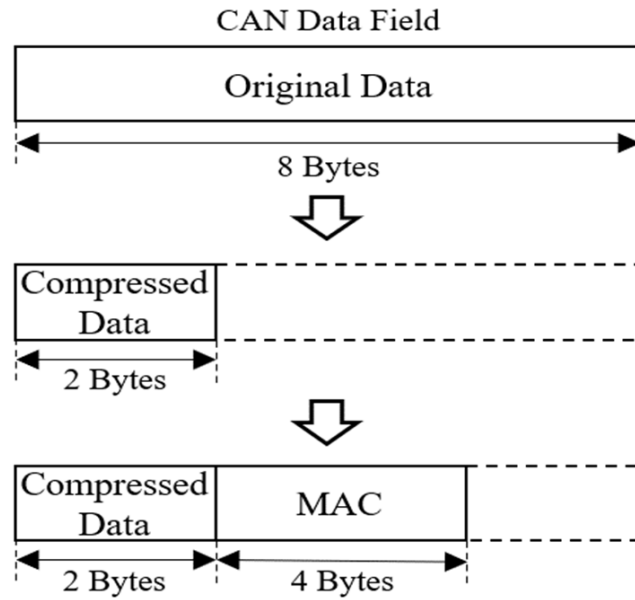 CAN Data Field
Original Data
8 Bytes
Compressed
Data
2 Bytes
Compressed
Data
MAC
2 Bytes
4 Bytes